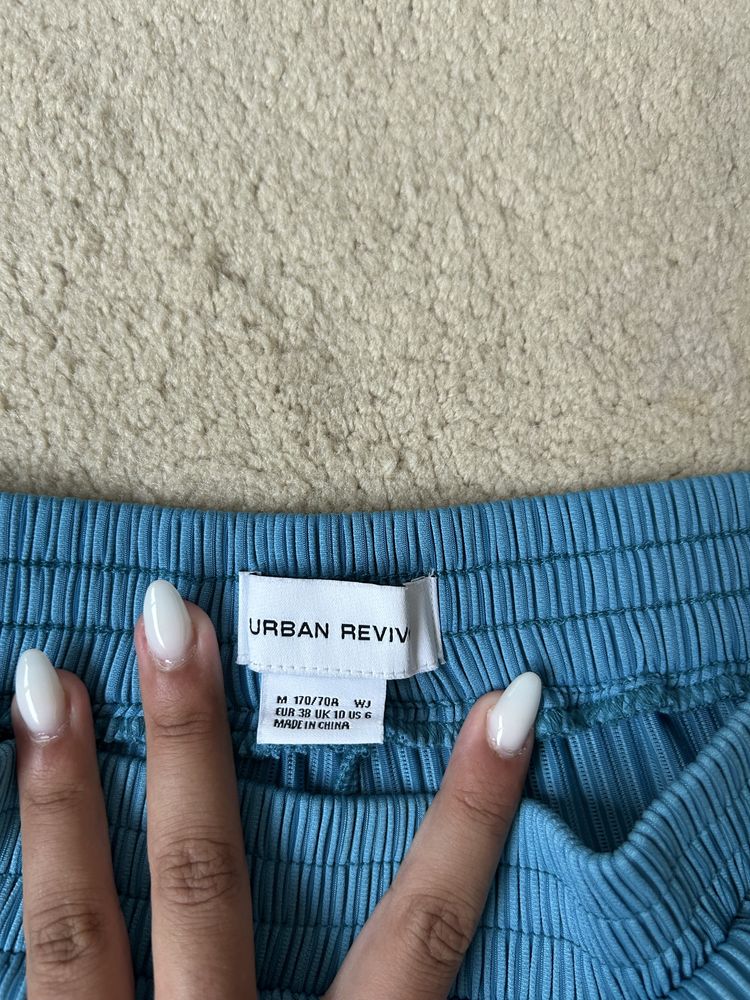 URBAN REVIV
M 170/70A WJ
EUR 38 UK 10 US 6
MADE IN CHINA